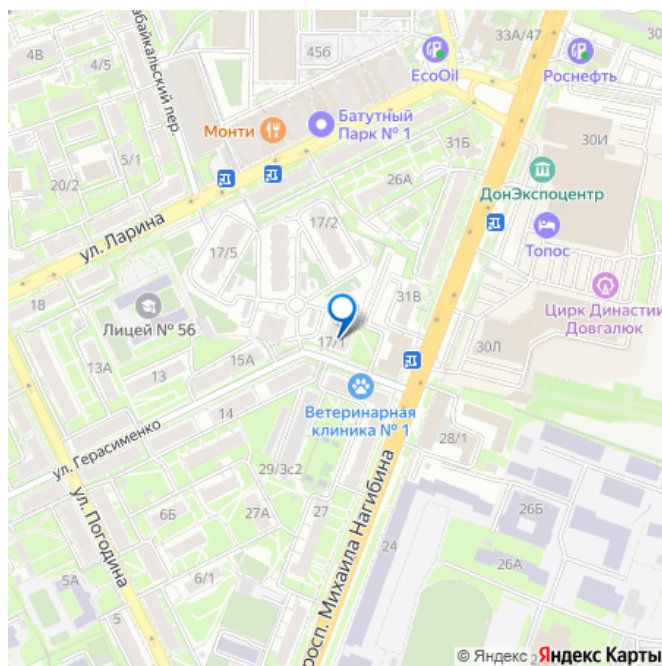 4В
4/5
абайкальский пер.
45б
EcoOil
33А/47
Роснефть
Монти
Батутный
Парк № 1
31Б
30И
5/1
20/2
26А
ДонЭкспоцентр
ул. Ларина
17/2
17/5
Топос
18
Лицей № 56
31В
Цирк Династии
Довгалюк
17/1
30Л
13А
13
15А
14
Ветеринарная
клиника № 1
ул. Герасименко
28/1
29/3с2
ул. Погодина
6Б
27А
27
просп. Михаила Нагибина
24
26Б
26А
5А
6/1
5
© Яндекс
Яндекс Карты